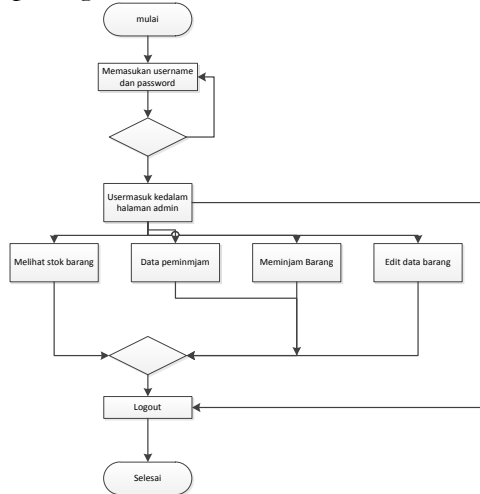 mulai
Memasukan username
dan password
Usermasuk kedalam
halaman admin
Melihat stok barang
Data peminmjam
Meminjam Barang
Edit data barang
Logout
Selesai